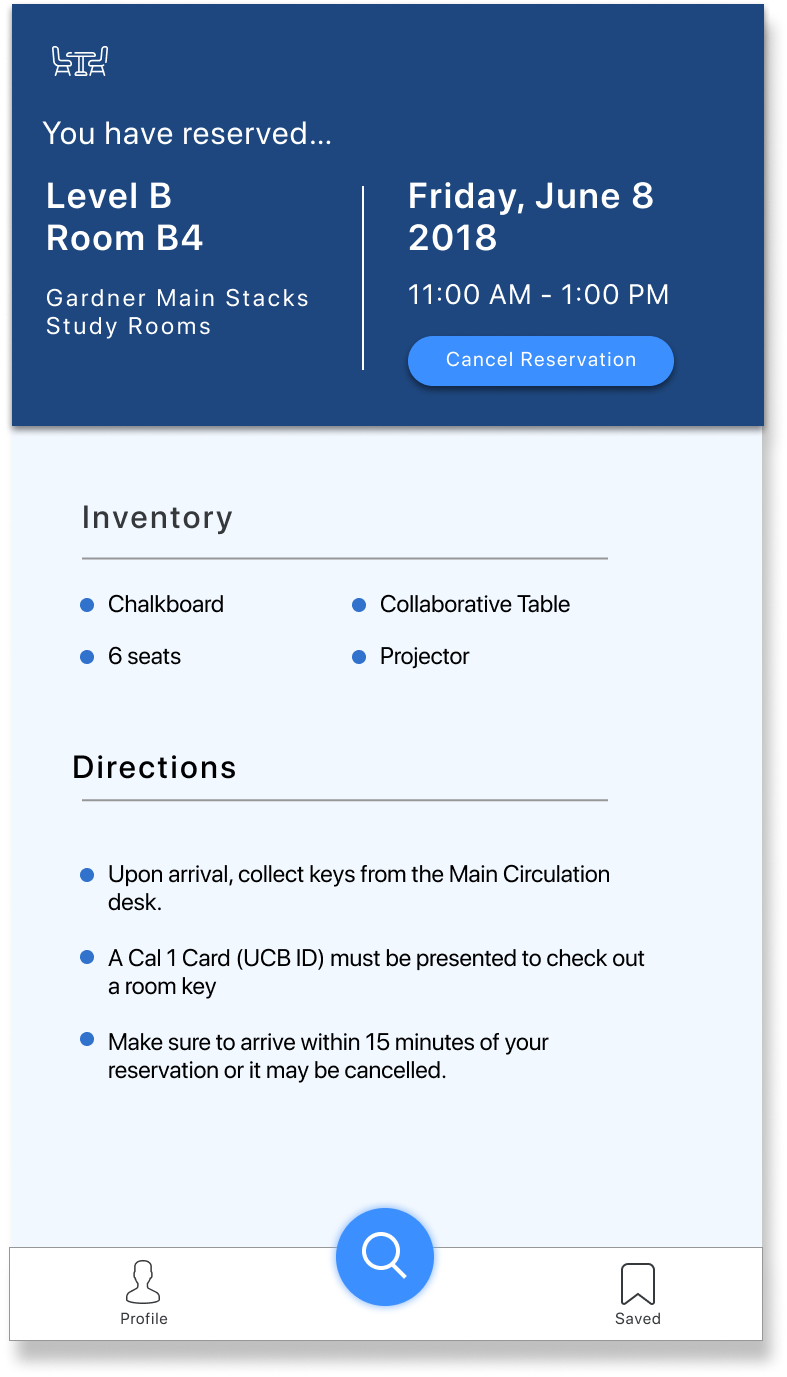 You have reserved...
Level B
Room B4
Gardner Main Stacks
Study Rooms
Friday, June 8
2018
11:00 AM - 1:00 PM
Cancel Reservation
Inventory
Chalkboard
Collaborative Table
6 seats
Projector
Directions
Upon arrival, collect keys from the Main Circulation
desk.
A Cal 1 Card (UCB ID) must be presented to check out
a room key
Make sure to arrive within 15 minutes of your
reservation or it may be cancelled.
Profile
Saved